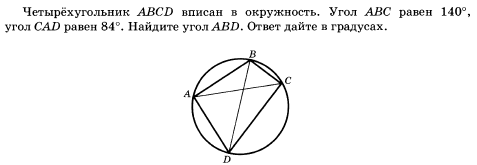 Четырёхугольник ABCD вписан в окружность. Угол ABC равен 140°,
угол CAD равен 84°. Найдите угол ABD. Ответ дайте в градусах.
B
C
A
D